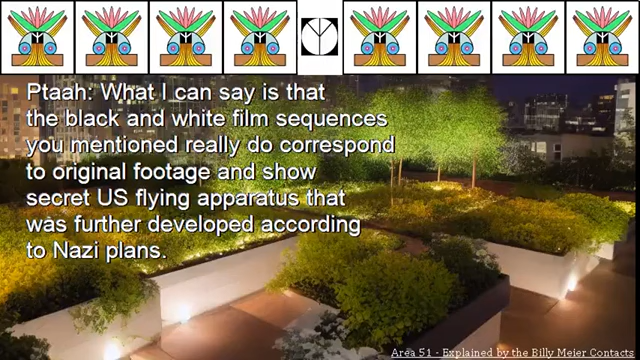 Ptaah: What I can say is that
the black and white film sequences
you mentioned really do correspond
to original footage and show
secret US flying apparatus that
was further developed according
to Nazi plans.
Area 51 - Explained by the Billy Meier Contacts